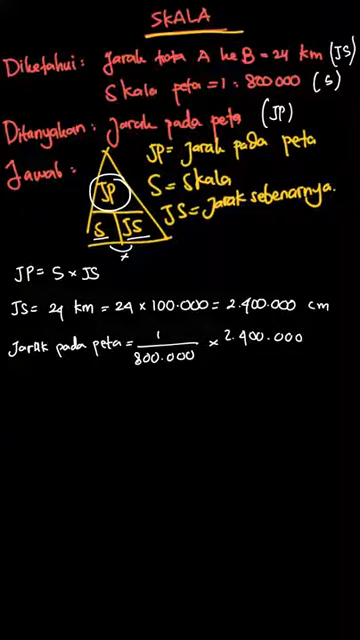 SKALA
Diketahui: Jarak kota A ke B = 24 km (JS)
Skala peta = 1 : 800.000 (S)
Ditanyakan: Jarak pada peta (JP)
Jawab:
JP = Jarak pada peta
S = Skala
JS = Jarak sebenarnya.
JP
S JS
x
JP = S x JS
JS = 24 km = 24 x 100.000 = 2.400.000 cm
Jarak pada peta = 1/800.000 x 2.400.000